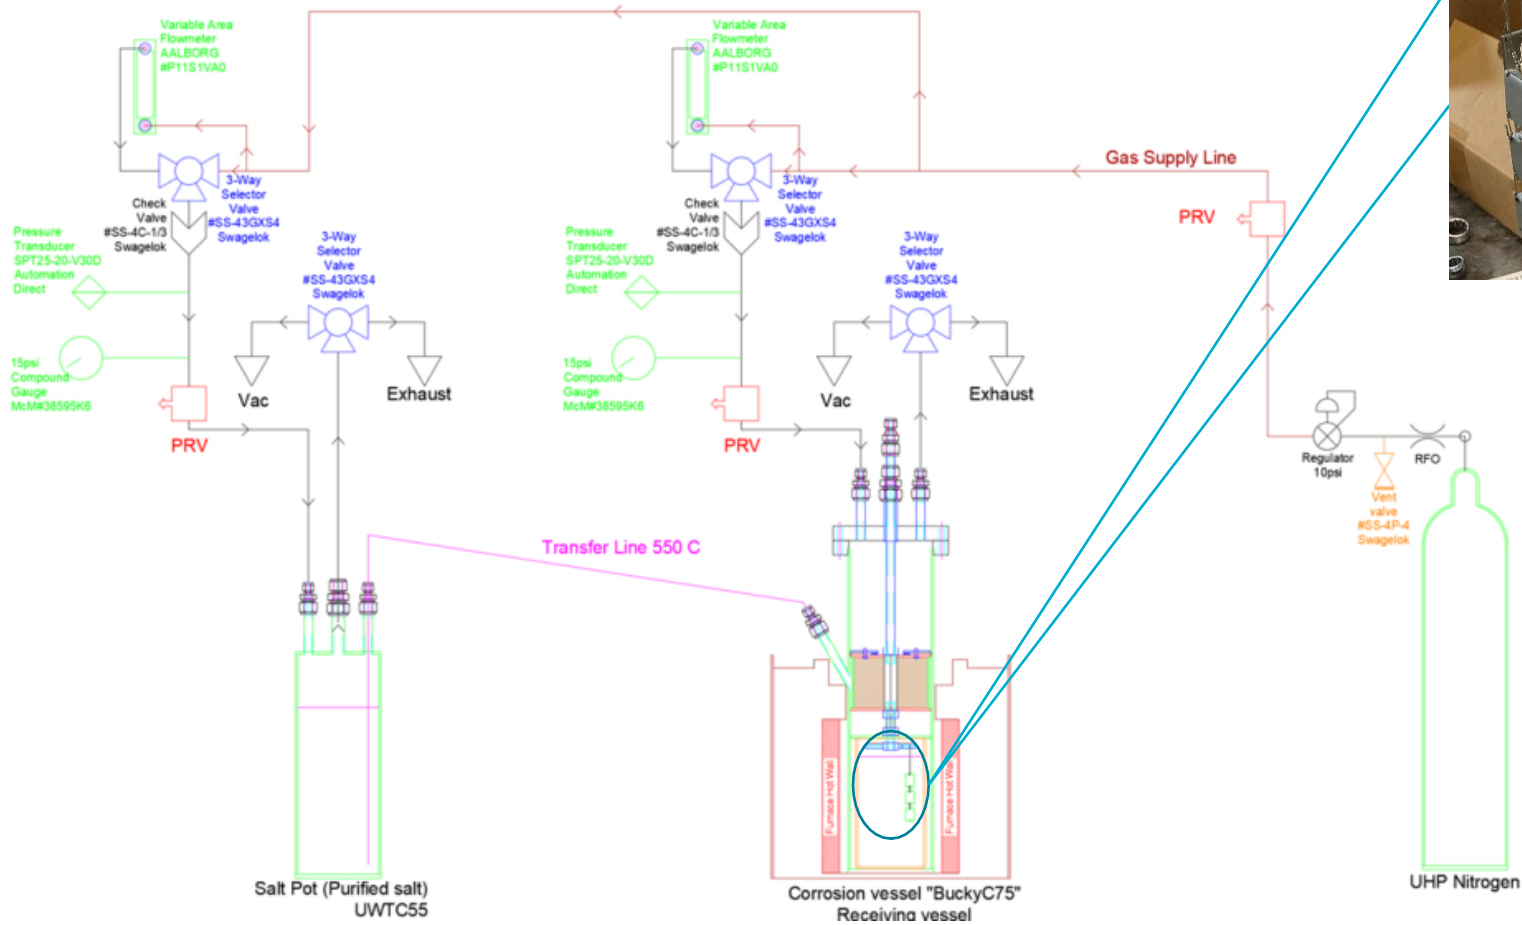 Variable Area
Flowmeter
AALBORG
#P11S1VA0
Variable Area
Flowmeter
AALBORG
#P11S1VA0
Gas Supply Line
3-Way
Selector
Valve
#SS-43GXS4
Swagelok
Check
Valve
#SS-4C-1/3
Swagelok
3-Way
Selector
Valve
#SS-43GXS4
Swagelok
Check
Valve
#SS-4C-1/3
Swagelok
PRV
Pressure
Transducer
SPT25-20-V30D
Automation
Direct
3-Way
Selector
Valve
#SS-43GXS4
Swagelok
Pressure
Transducer
SPT25-20-V30D
Automation
Direct
3-Way
Selector
Valve
#SS-43GXS4
Swagelok
15psi
Compound
Gauge
McM#38595K6
Vac
Exhaust
15psi
Compound
Gauge
McM#38595K6
Vac
Exhaust
PRV
PRV
Regulator
10psi
RFO
Vent
valve
#SS-4P-4
Swagelok
Transfer Line 550 C
Furnace Hot Wall
Furnace Hot Wall
Salt Pot (Purified salt)
UWTC55
Corrosion vessel "BuckyC75"
Receiving vessel
UHP Nitrogen